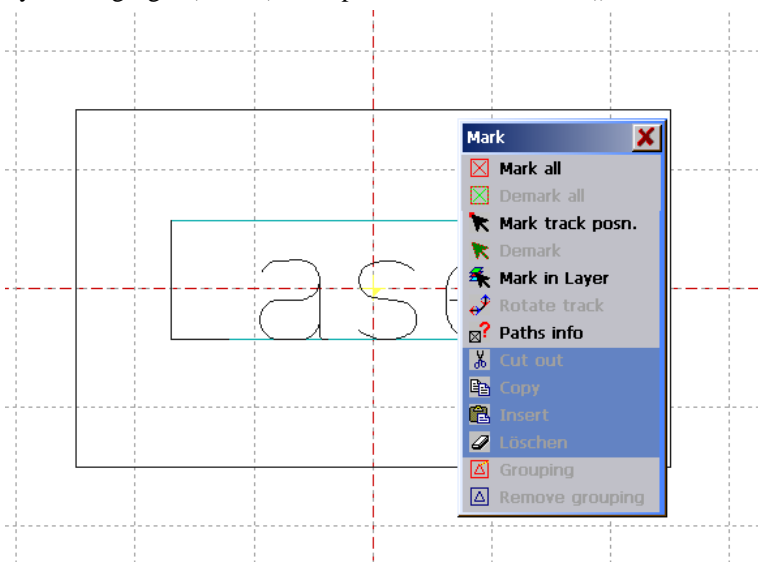 ase
Mark
Mark all
Demark all
Mark track posn.
Demark
Mark in Layer
Rotate track
Paths info
Cut out
Copy
Insert
Löschen
Grouping
Remove grouping